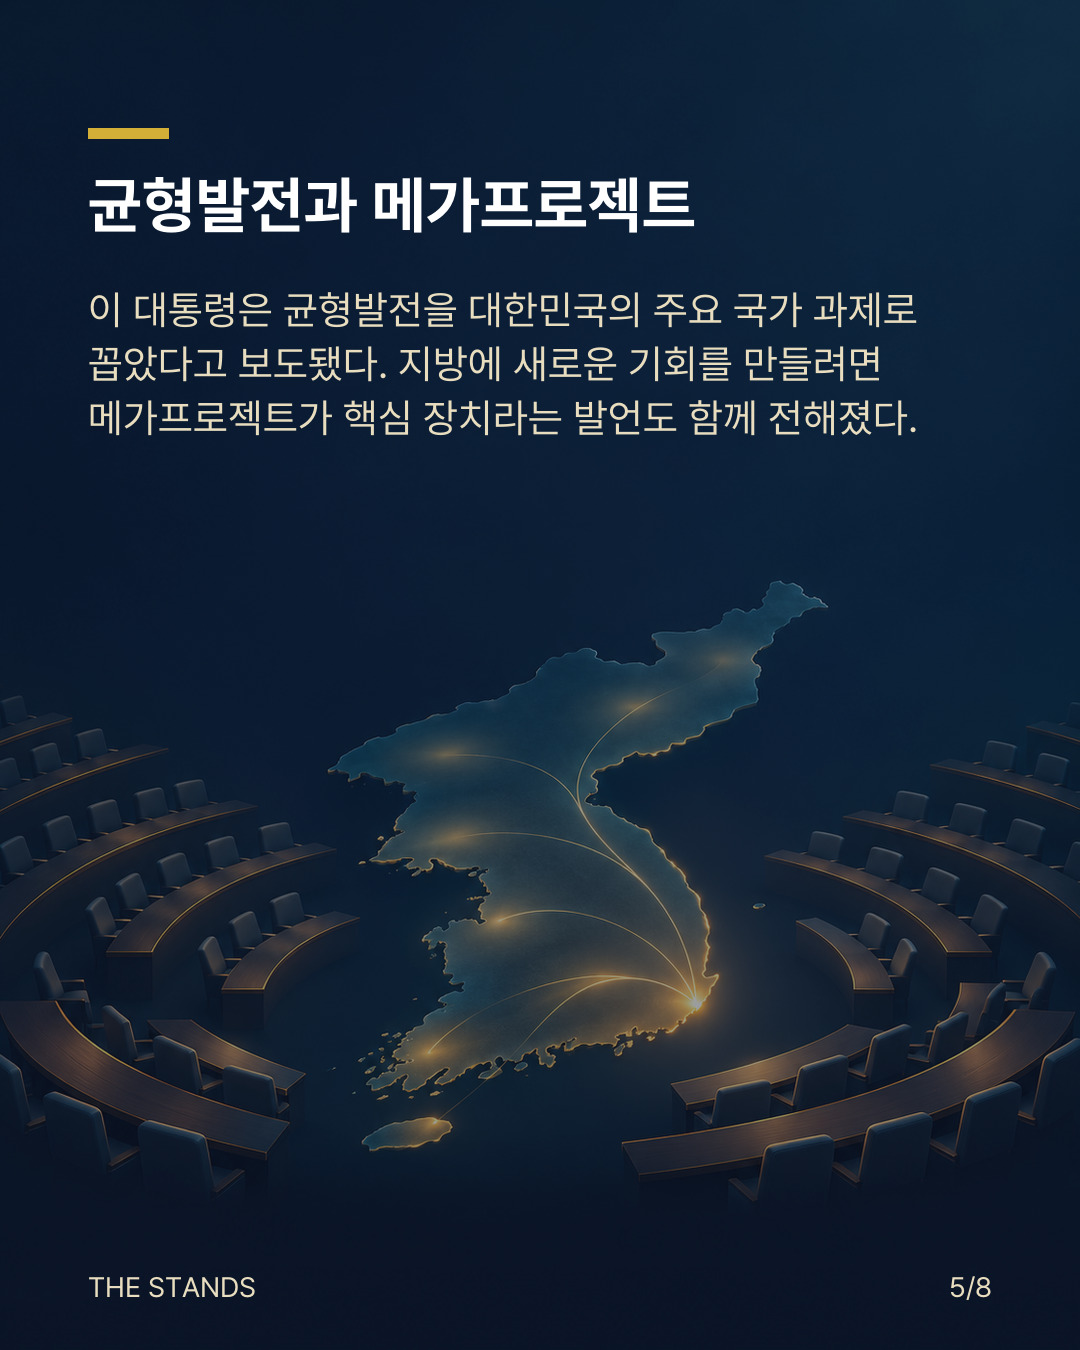 균형발전과 메가프로젝트
이 대통령은 균형발전을 대한민국의 주요 국가 과제로
꼽았다고 보도됐다. 지방에 새로운 기회를 만들려면
메가프로젝트가 핵심 장치라는 발언도 함께 전해졌다.
THE STANDS
5/8